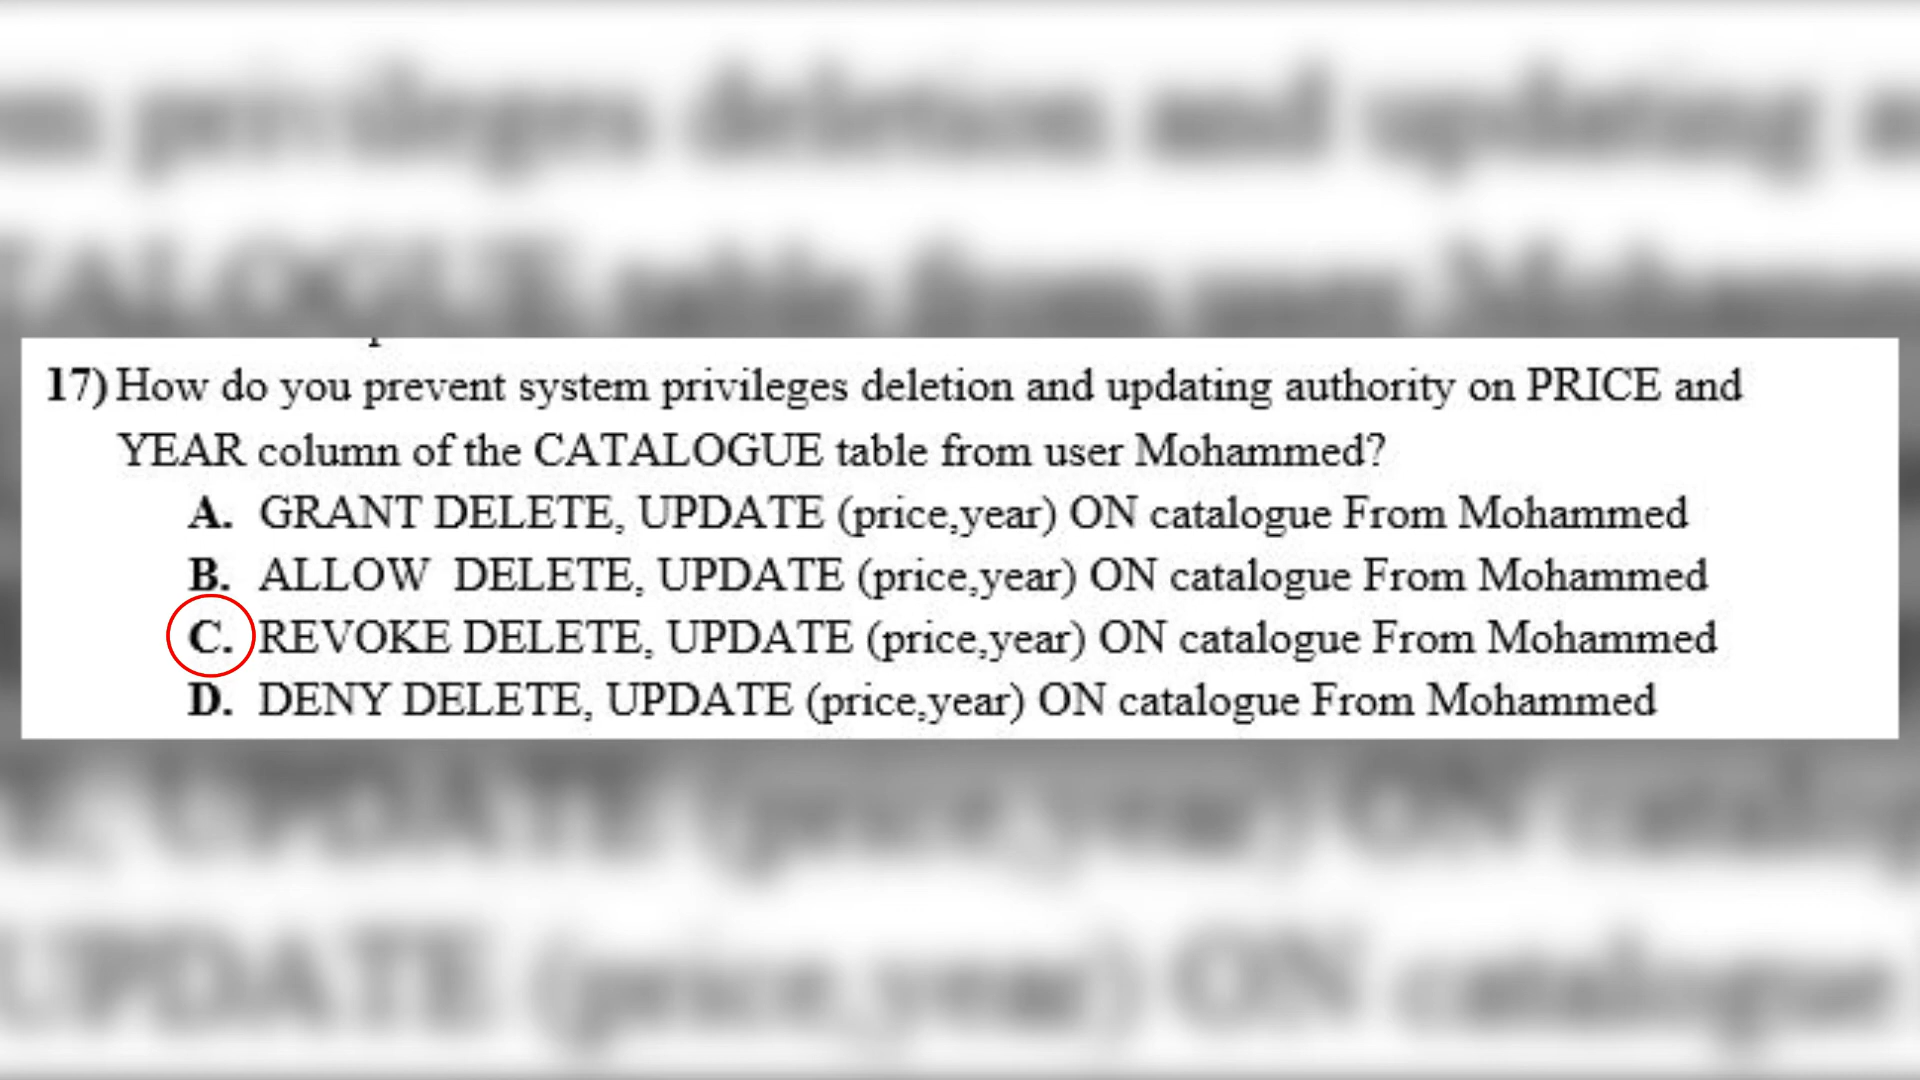 17) How do you prevent system privileges deletion and updating authority on PRICE and
YEAR column of the CATALOGUE table from user Mohammed?
A. GRANT DELETE, UPDATE (price,year) ON catalogue From Mohammed
B. ALLOW DELETE, UPDATE (price,year) ON catalogue From Mohammed
C. REVOKE DELETE, UPDATE (price,year) ON catalogue From Mohammed
D. DENY DELETE, UPDATE (price,year) ON catalogue From Mohammed